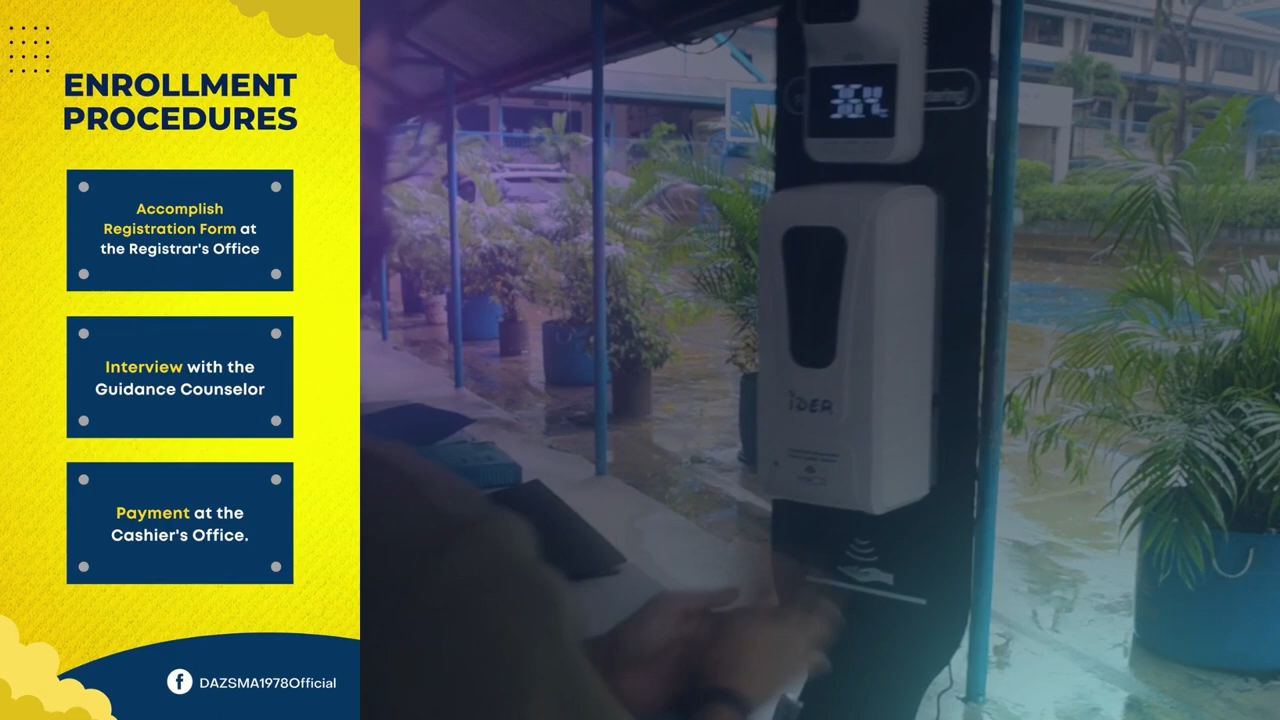 ENROLLMENT
PROCEDURES
Accomplish
Registration Form at
the Registrar's Office
Interview with the
Guidance Counselor
Payment at the
Cashier's Office.
DAZSMA1978Official